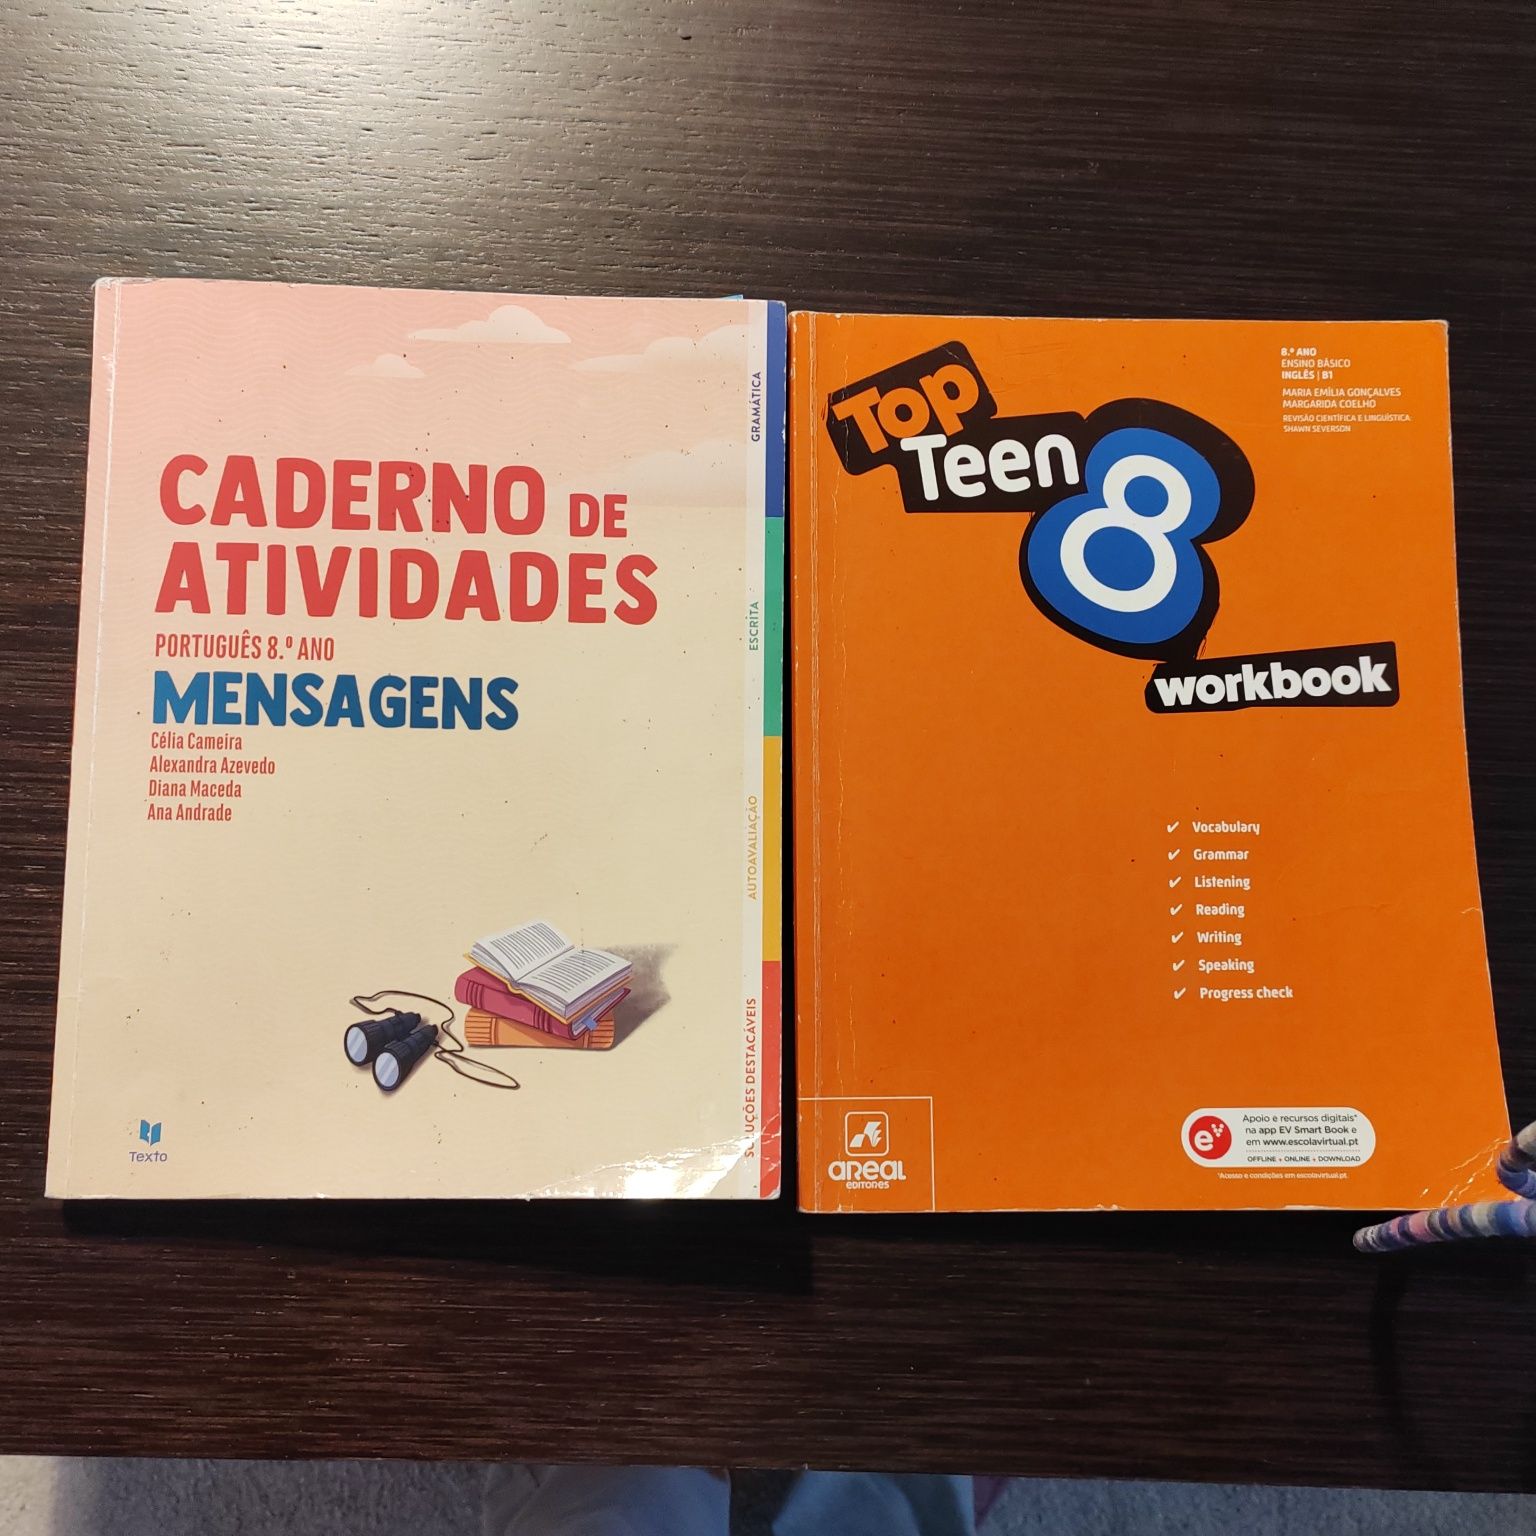 CADERNO DE
ATIVIDADES
PORTUGUÊS 8.º ANO
MENSAGENS
Célia Cameira
Alexandra Azevedo
Diana Maceda
Ana Andrade
GRAMÁTICA
ESCRITA
AUTOAVALIAÇÃO
SOLUÇÕES DESTACÁVEIS
Texto
Top
Teen 8
workbook
8.º ANO
ENSINO BÁSICO
INGLÊS | B1
MARIA EMÍLIA GONÇALVES
MARGARIDA COELHO
REVISÃO CIENTÍFICA E LINGUÍSTICA:
SHAWN SEVERSON
✔ Vocabulary
✔ Grammar
✔ Listening
✔ Reading
✔ Writing
✔ Speaking
✔ Progress check
areal
EDITORES
ev
Apoio e recursos digitais*
na app EV Smart Book e
em www.escolavirtual.pt
OFFLINE + ONLINE + DOWNLOAD
*Acesso e condições em escolavirtual.pt